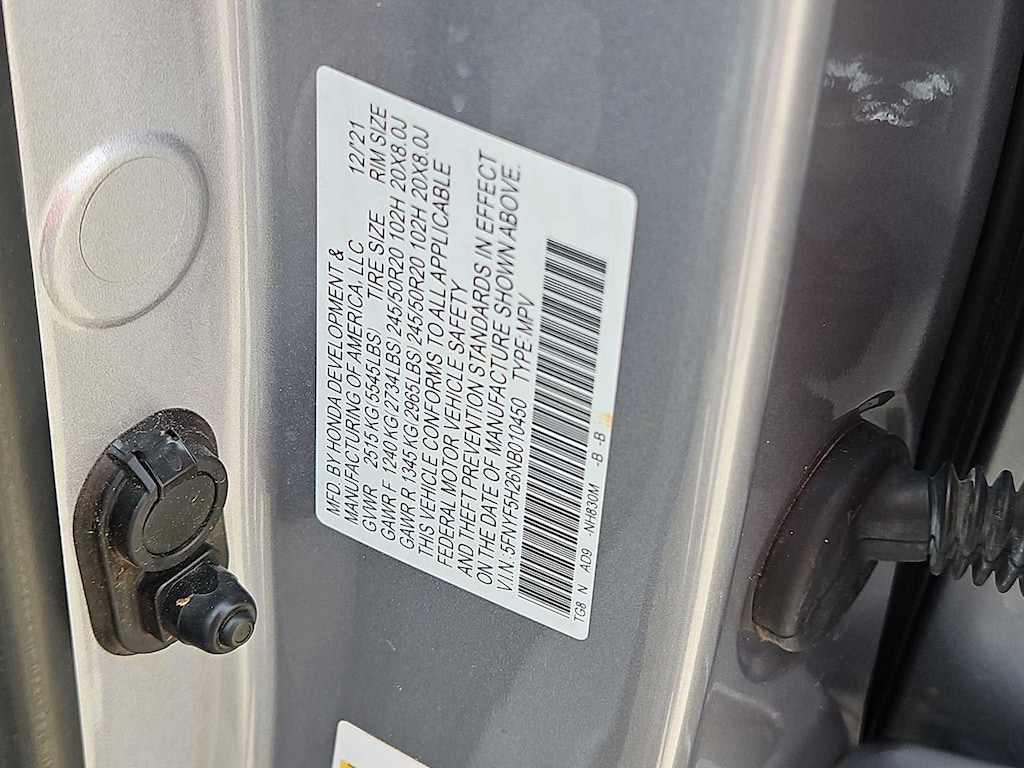 MFD. BY HONDA DEVELOPMENT &
MANUFACTURING OF AMERICA, LLC 12/21
GVWR 2515 KG( 5545LBS) TIRE SIZE RIM SIZE
GAWR F 1240 KG( 2734LBS) 245/50R20 102H 20X8.0J
GAWR R 1345 KG( 2965LBS) 245/50R20 102H 20X8.0J
THIS VEHICLE CONFORMS TO ALL APPLICABLE
FEDERAL MOTOR VEHICLE SAFETY
AND THEFT PREVENTION STANDARDS IN EFFECT
ON THE DATE OF MANUFACTURE SHOWN ABOVE.
V.I.N.: 5FNYF5H26NB010450 TYPE:MPV
TG8 N A09 -NH830M -B -B